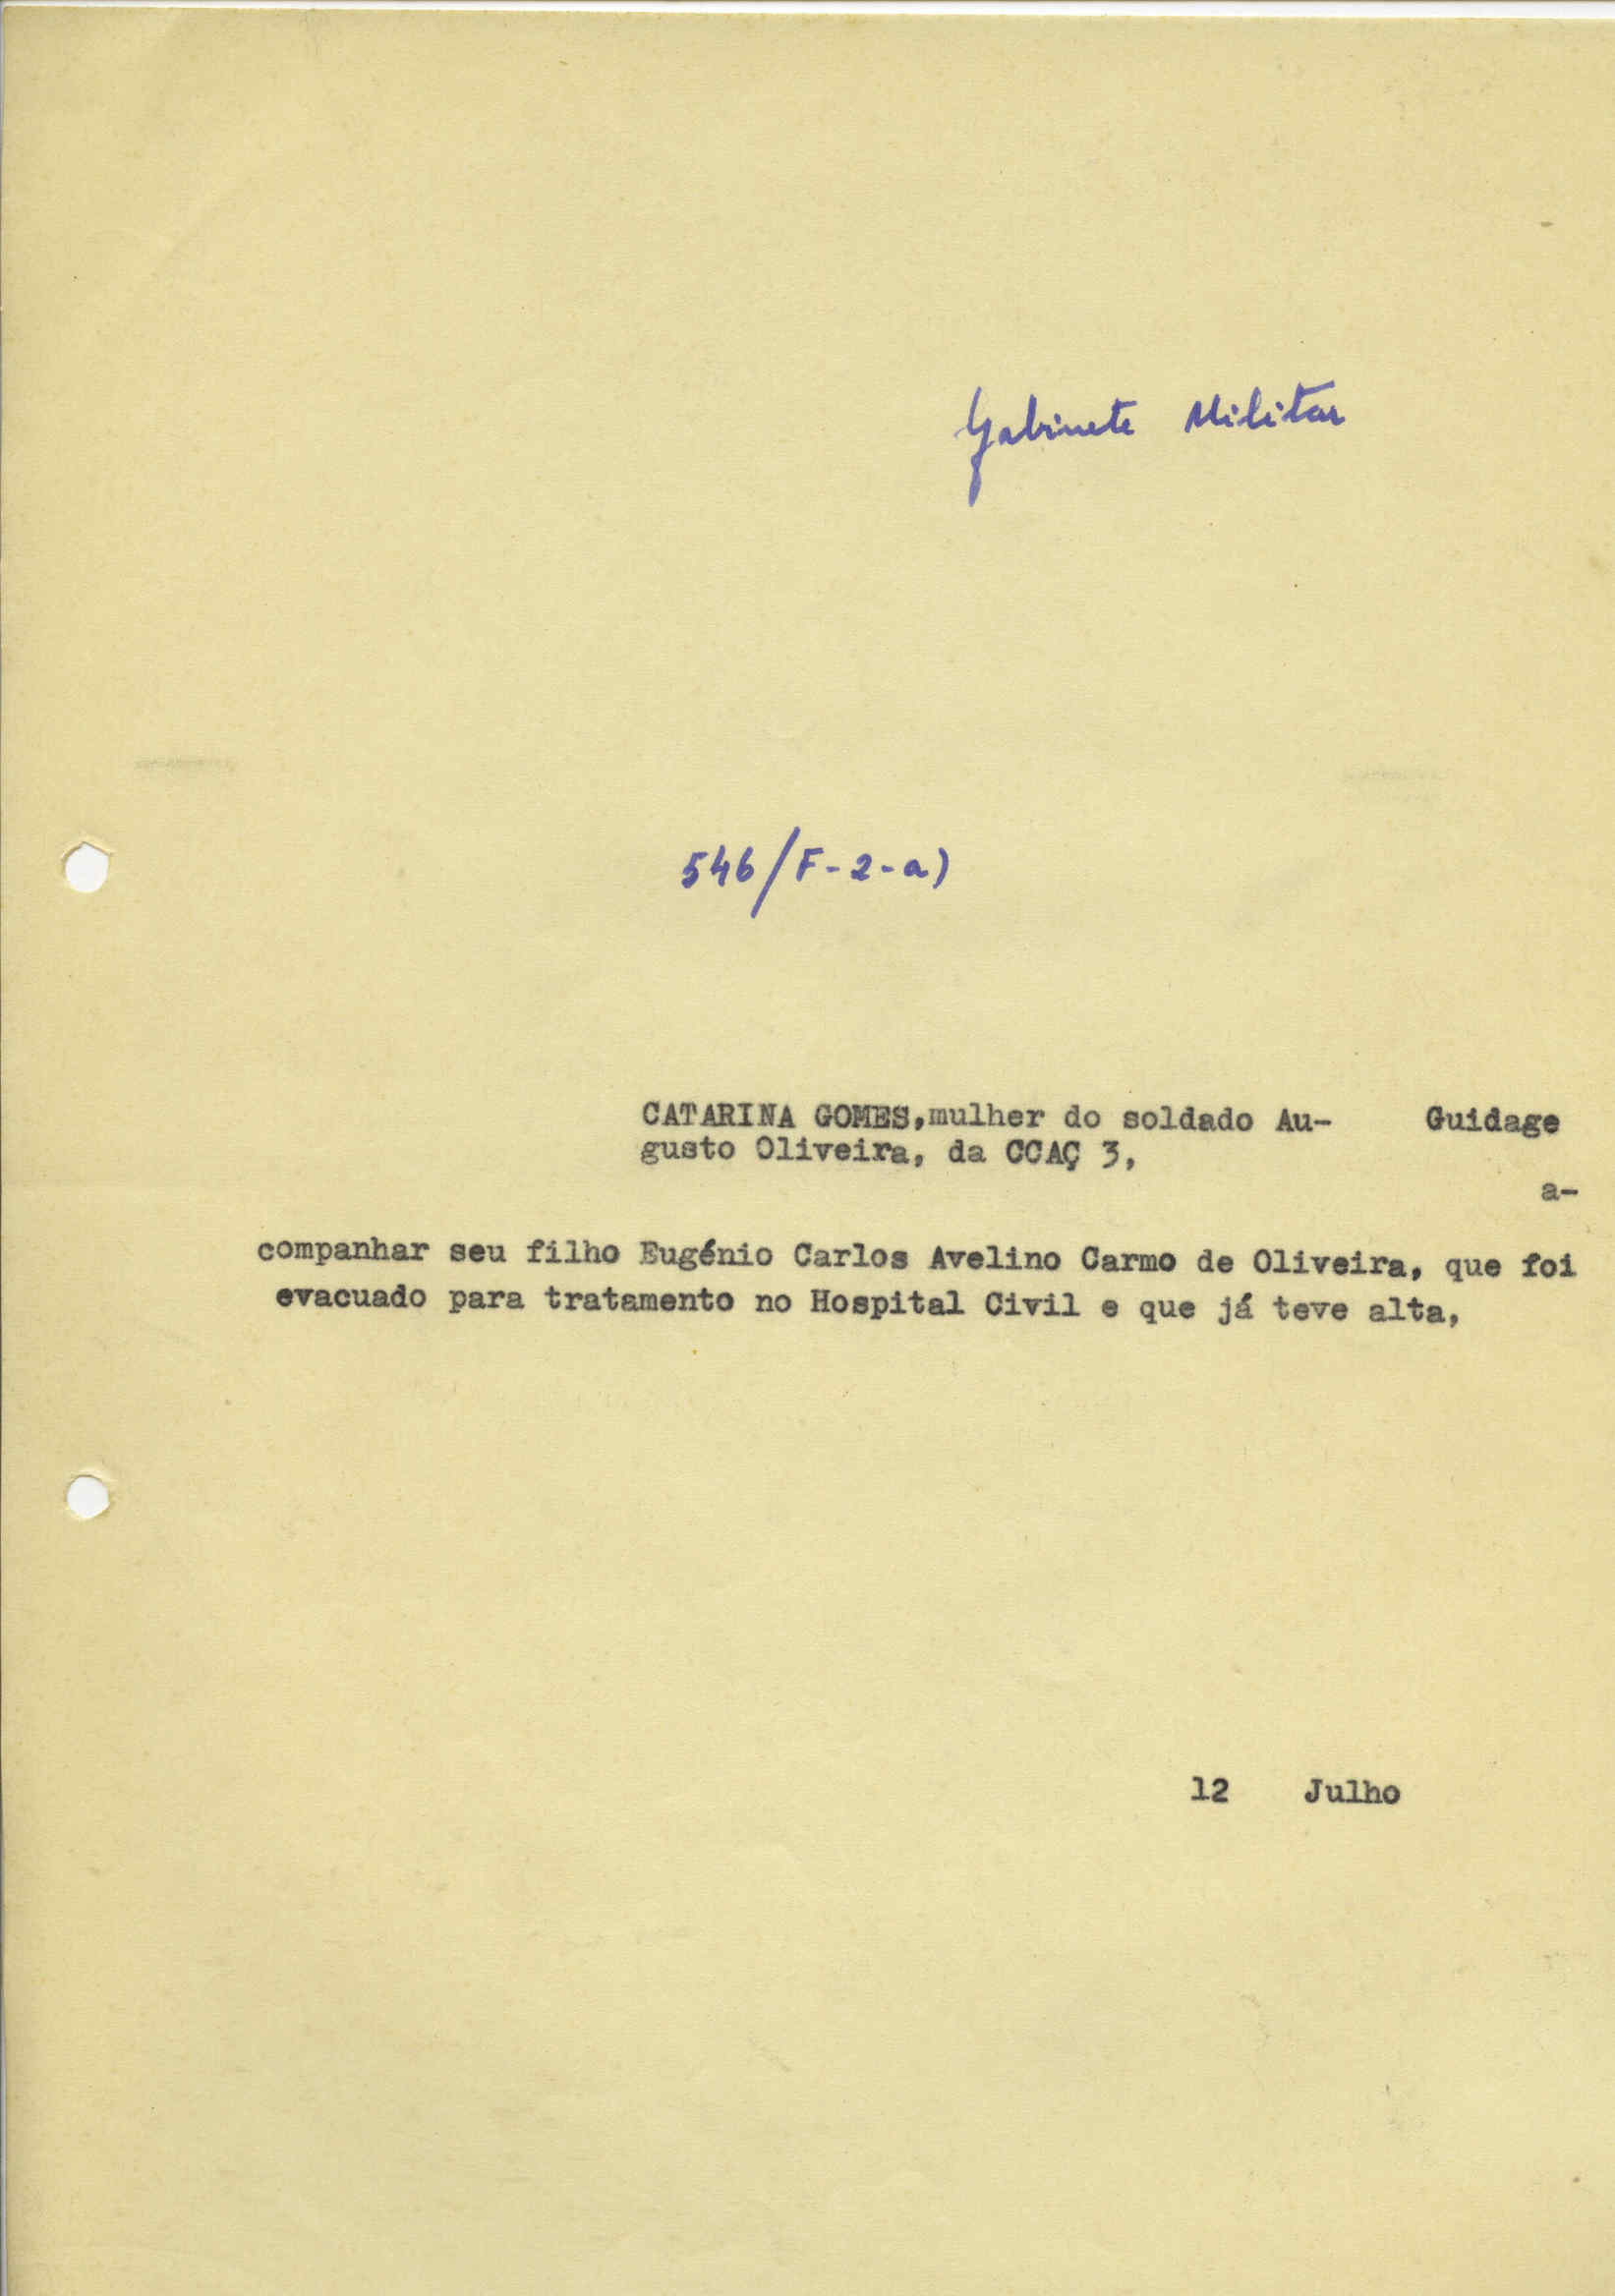 Gabinete Militar
546/F-2-a)
CATARINA GOMES,mulher do soldado Au- Guidage
gusto Oliveira, da CCAÇ 3,
a-
companhar seu filho Eugénio Carlos Avelino Carmo de Oliveira, que foi
evacuado para tratamento no Hospital Civil e que já teve alta,
12 Julho